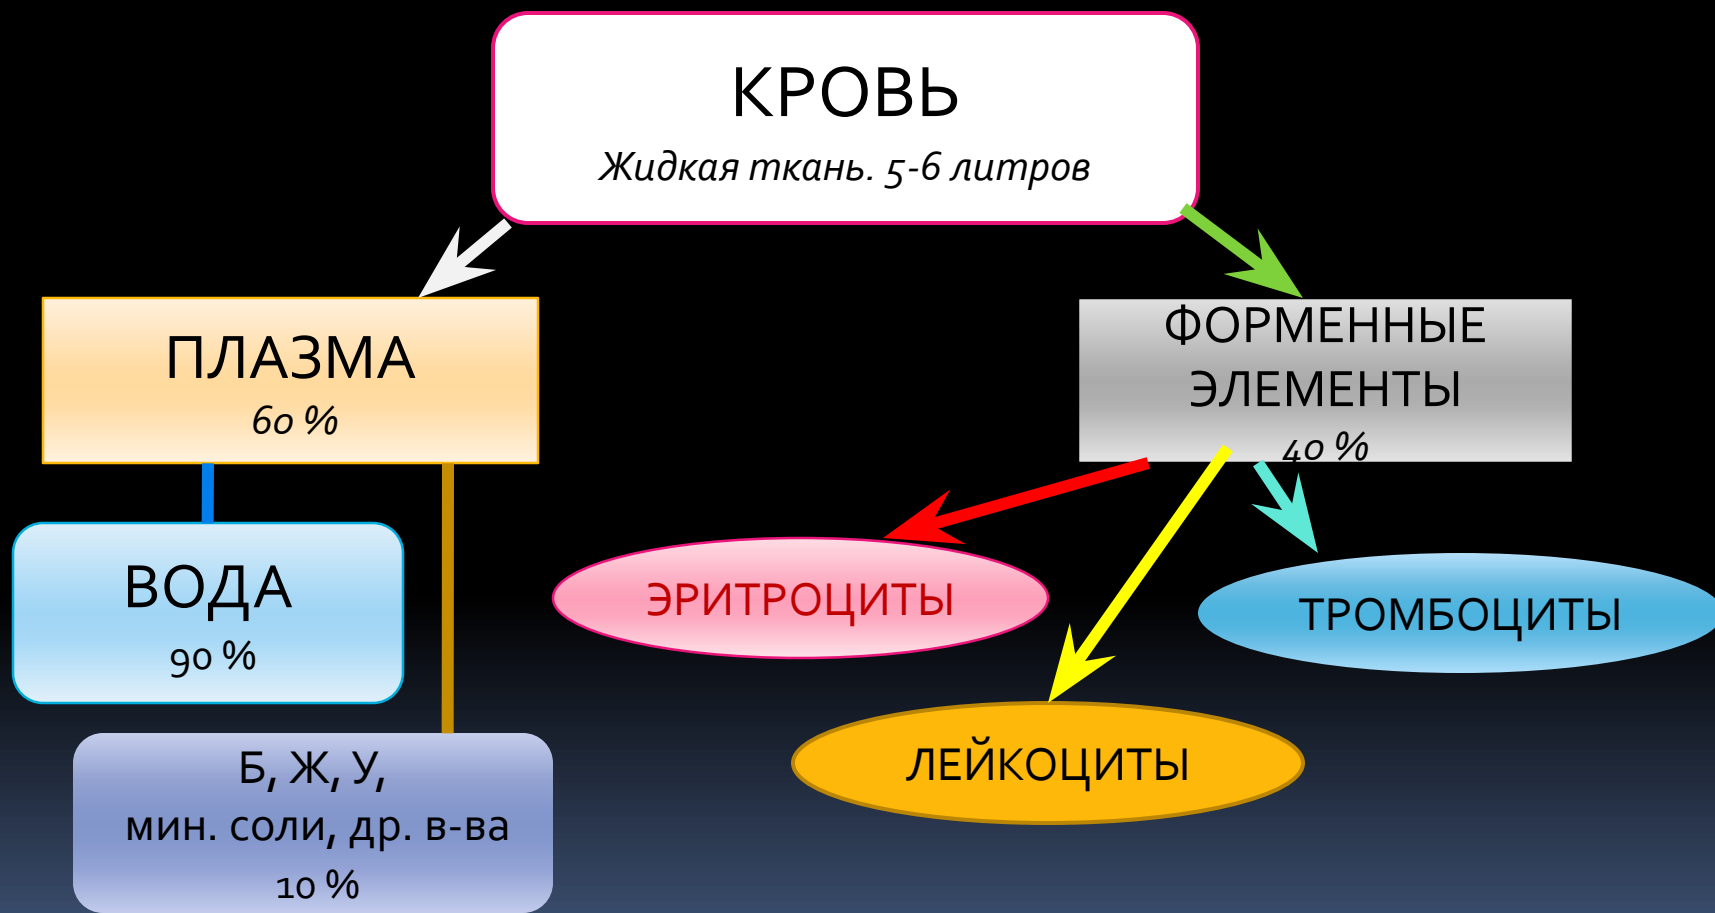 КРОВЬ
Жидкая ткань. 5-6 литров
ПЛАЗМА
60 %
ФОРМЕННЫЕ
ЭЛЕМЕНТЫ
40 %
ВОДА
90 %
ЭРИТРОЦИТЫ
ТРОМБОЦИТЫ
ЛЕЙКОЦИТЫ
Б, Ж, У,
мин. соли, др. в-ва
10 %